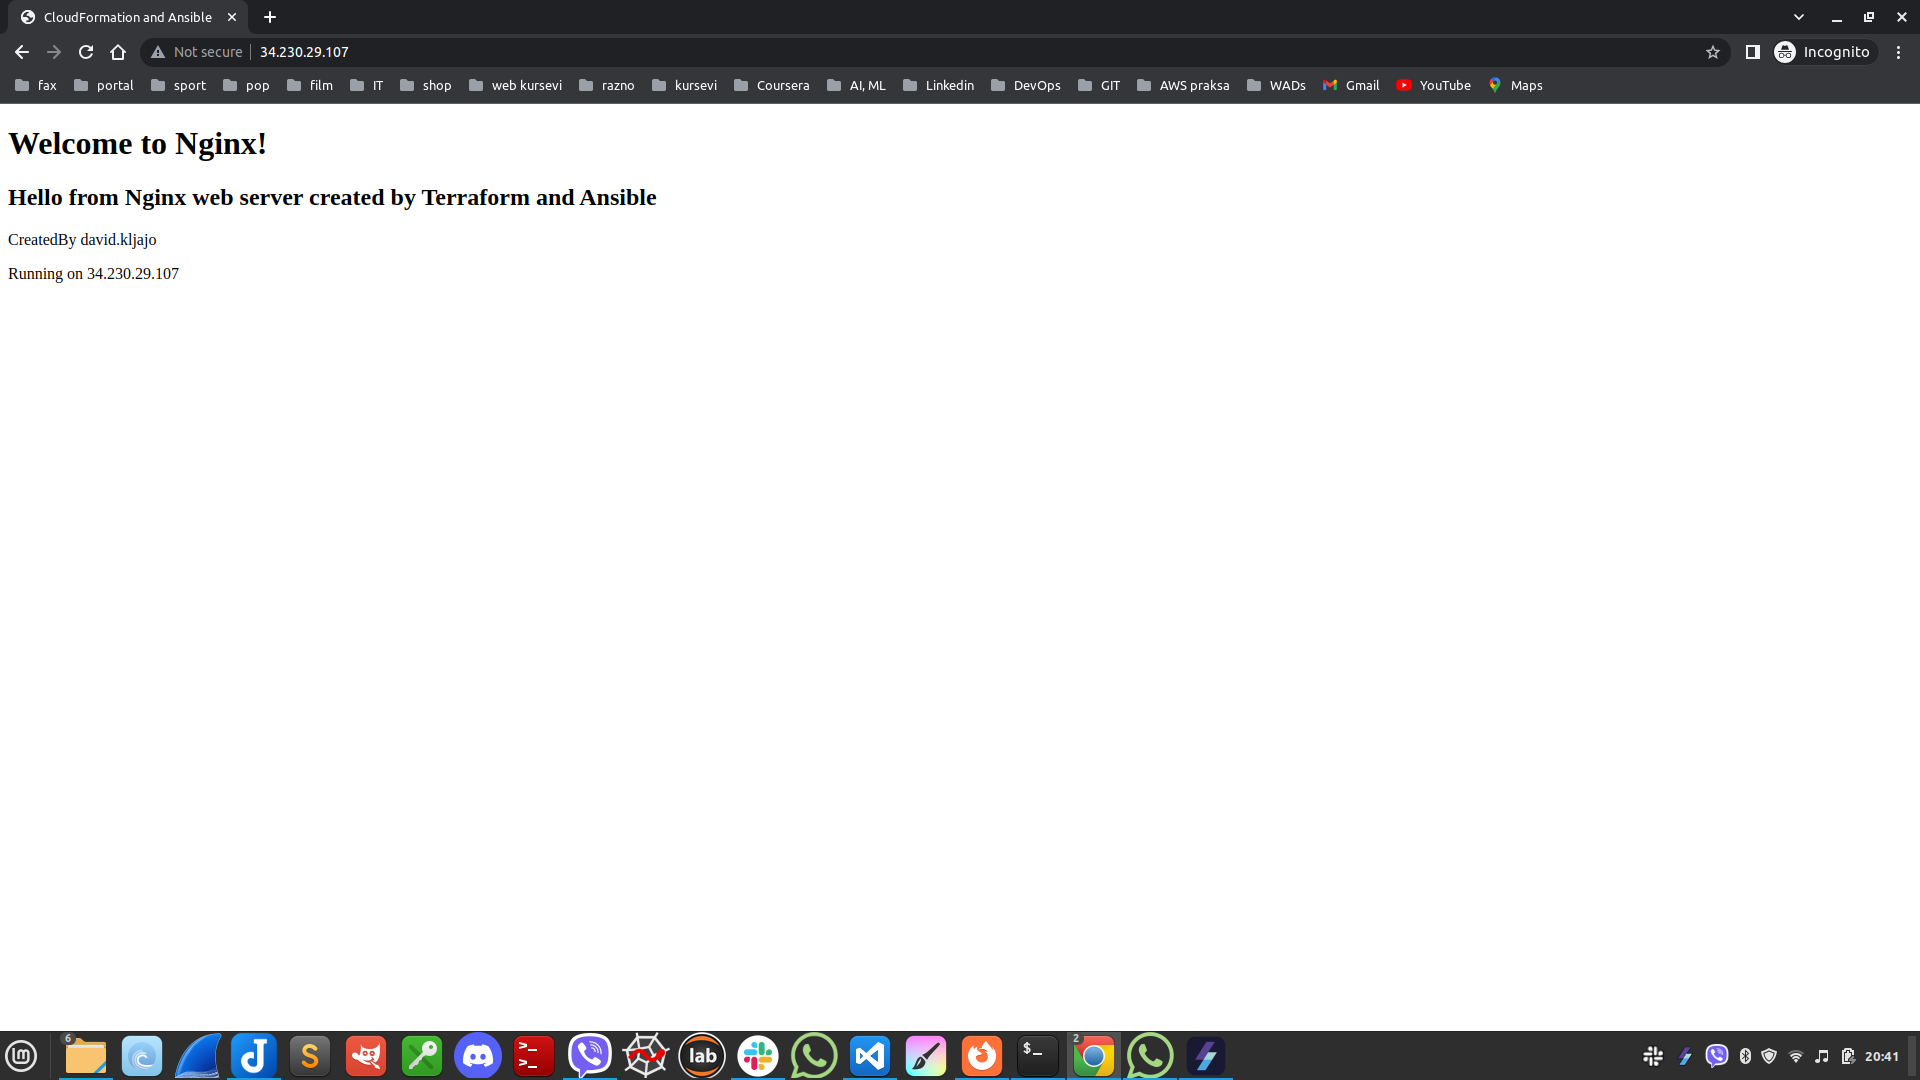 CloudFormation and Ansible
Not secure 34.230.29.107 Incognito
fax portal sport pop film IT shop web kursevi razno kursevi Coursera AI, ML Linkedin DevOps GIT AWS praksa WADs Gmail YouTube Maps
Welcome to Nginx!
Hello from Nginx web server created by Terraform and Ansible
CreatedBy david.kljajo
Running on 34.230.29.107
6 S >_ >_ lab $_ 2 20:41